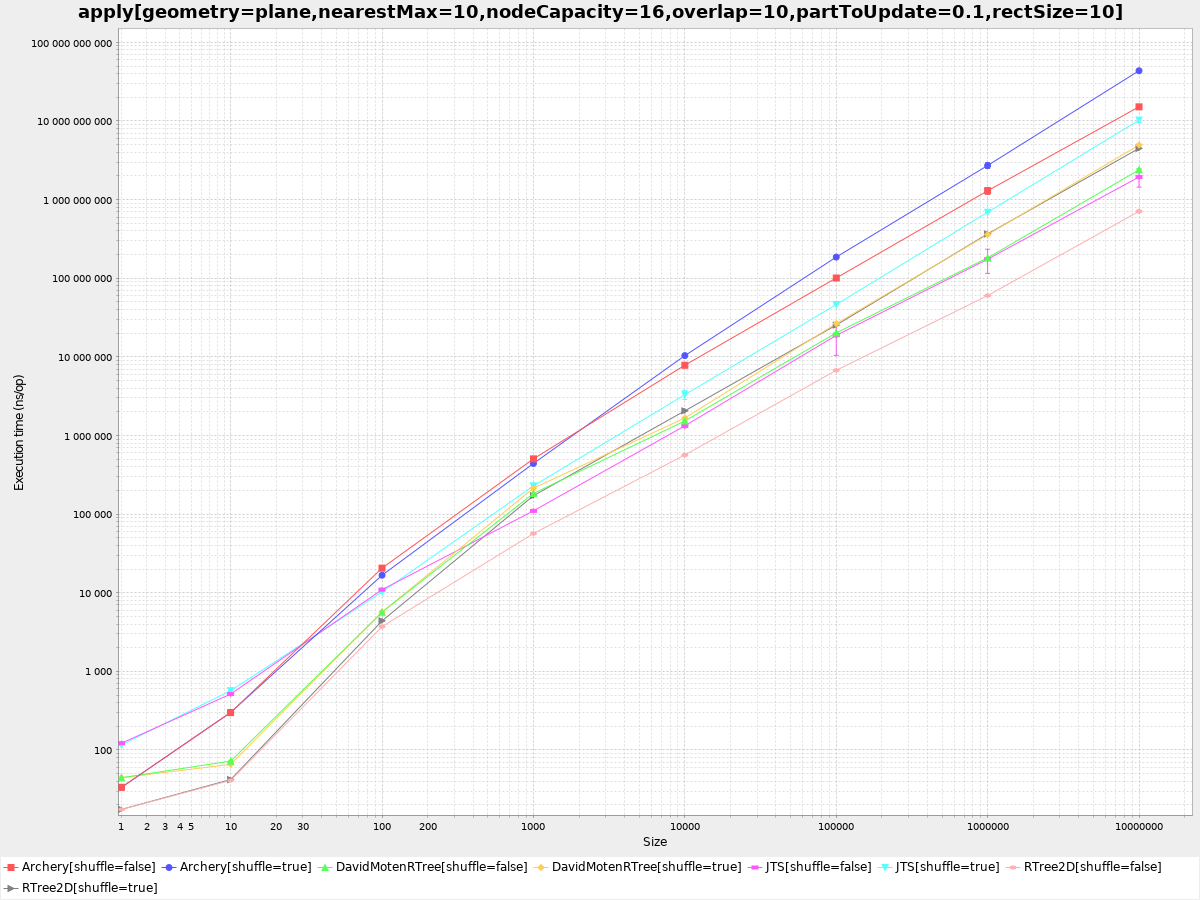 apply[geometry=plane,nearestMax=10,nodeCapacity=16,overlap=10,partToUpdate=0.1,rectSize=10]
100 000 000 000
10 000 000 000
1 000 000 000
100 000 000
10 000 000
1 000 000
100 000
10 000
1 000
100
Execution time (ns/op)
1 2 3 4 5 10 20 30 100 200 1000 10000 100000 1000000 10000000
Size
Archery[shuffle=false] Archery[shuffle=true] DavidMotenRTree[shuffle=false] DavidMotenRTree[shuffle=true] JTS[shuffle=false] JTS[shuffle=true] RTree2D[shuffle=false]
RTree2D[shuffle=true]